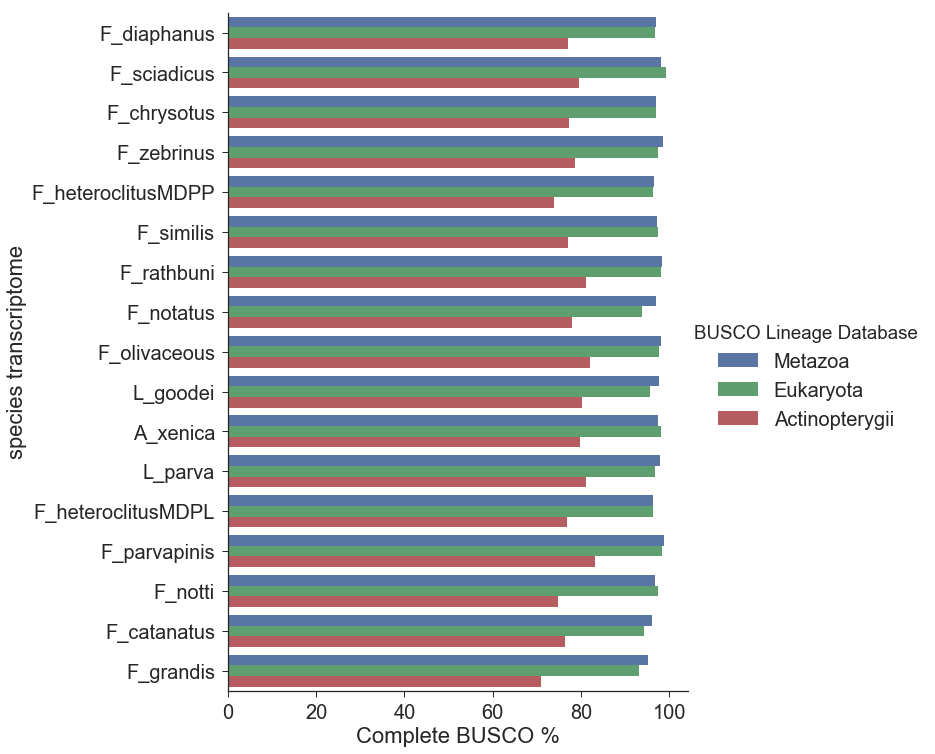 F_diaphanus
F_sciadicus
F_chrysotus
F_zebrinus
F_heteroclitusMDPP
F_similis
F_rathbuni
F_notatus
F_olivaceous
L_goodei
A_xenica
L_parva
F_heteroclitusMDPL
F_parvapinis
F_notti
F_catanatus
F_grandis
species transcriptome
0 20 40 60 80 100
Complete BUSCO %
BUSCO Lineage Database
Metazoa
Eukaryota
Actinopterygii